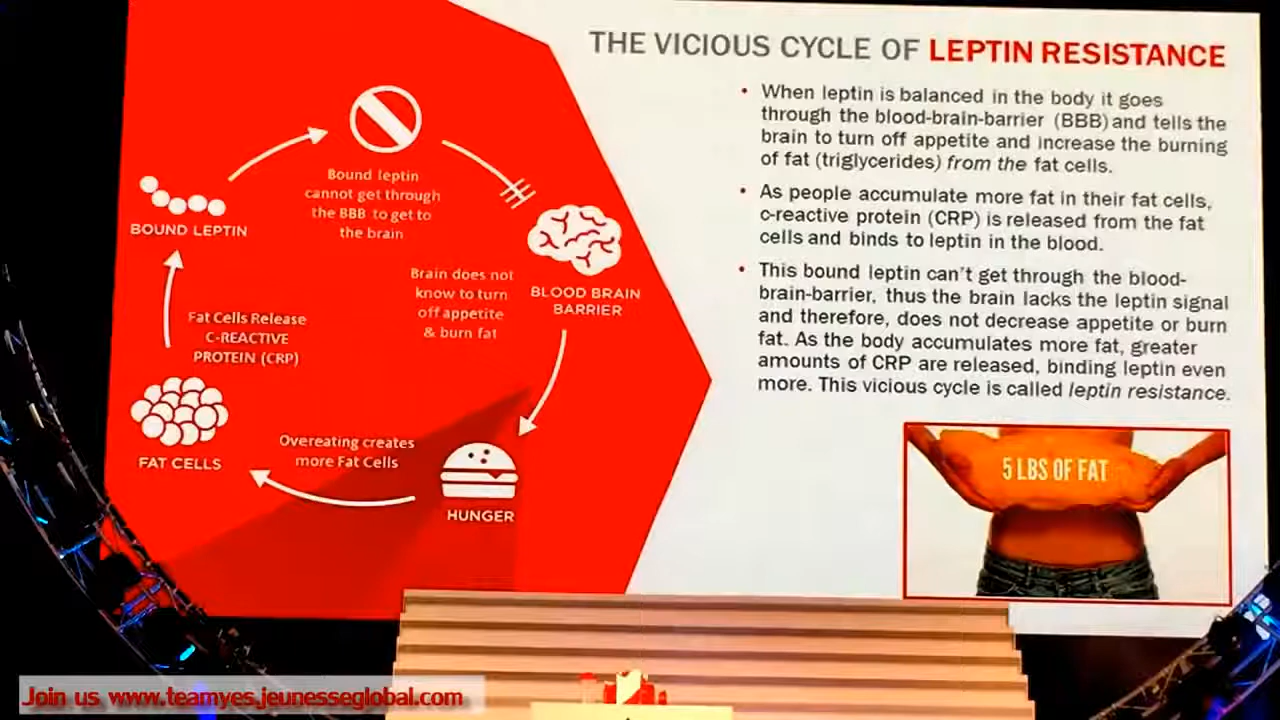 THE VICIOUS CYCLE OF LEPTIN RESISTANCE
• When leptin is balanced in the body it goes
through the blood-brain-barrier (BBB) and tells the
brain to turn off appetite and increase the burning
of fat (triglycerides) from the fat cells.
• As people accumulate more fat in their fat cells,
c-reactive protein (CRP) is released from the fat
cells and binds to leptin in the blood.
• This bound leptin can't get through the blood-
brain-barrier, thus the brain lacks the leptin signal
and therefore, does not decrease appetite or burn
fat. As the body accumulates more fat, greater
amounts of CRP are released, binding leptin even
more. This vicious cycle is called leptin resistance.
Bound leptin
cannot get through
the BBB to get to
the brain
BOUND LEPTIN
Brain does not
know to turn
off appetite
& burn fat
BLOOD BRAIN
BARRIER
Fat Cells Release
C-REACTIVE
PROTEIN (CRP)
FAT CELLS
Overeating creates
more Fat Cells
HUNGER
5 LBS OF FAT
Join us www.teamyes.jeunesseglobal.com